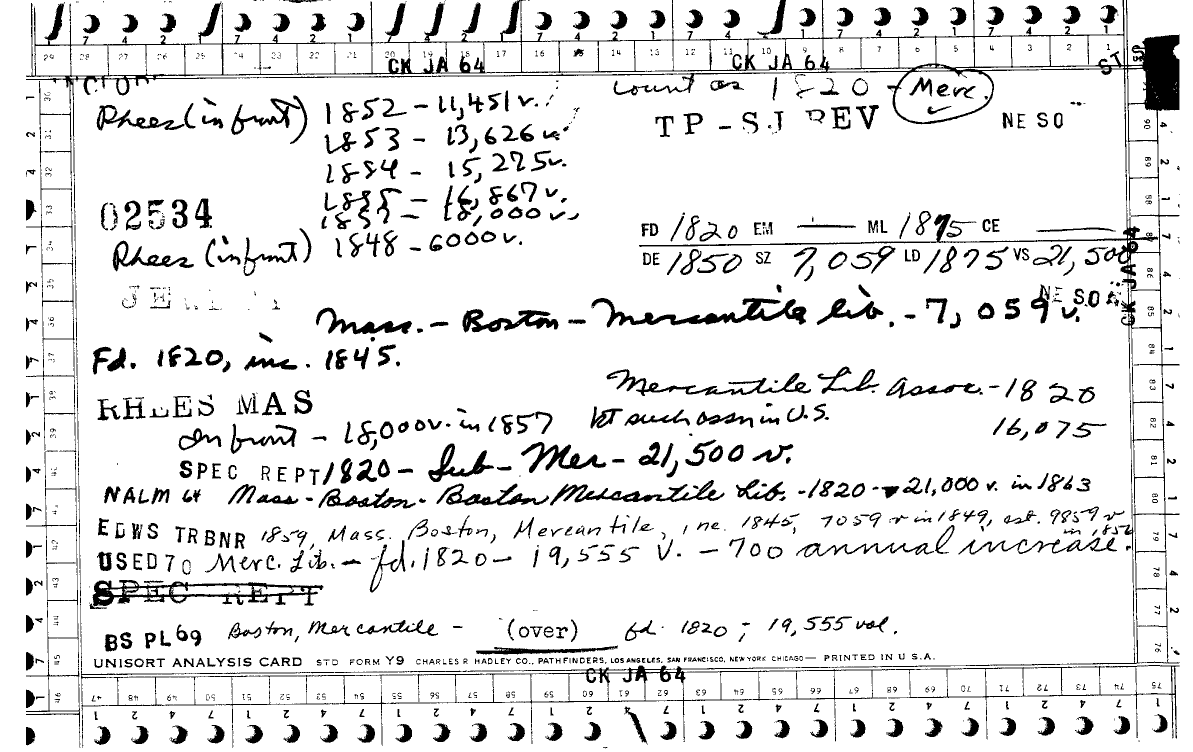 CK JA 64 CK JA 64 ST
count as 1820 - Merc.
Rhees (in front) 1852 - 11,451 v.
TP - SJ REV NE SO
1853 - 13,626 v.
1854 - 15,225 v.
1855 - 16,867 v.
02534 1857 - 18,000 v.
FD 1820 EM — ML 1875 CE
Rhees (in front) 1848 - 6000 v.
DE 1850 SZ 7,059 LD 1875 VS 21,500
CK JA 64
NE SO
Mass. - Boston - Mercantile Lib. - 7,059 v.
Fd. 1820, inc. 1845.
Mercantile Lib. Assoc. - 1820
RHEES MAS
In front - 18,000 v. in 1857 1st such assn in U.S.
16,075
SPEC REPT 1820 - Sub - Mer - 21,500 v.
NALM 64 Mass - Boston - Boston Mercantile Lib. - 1820 - 21,000 v. in 1863
EDWS TRBNR 1859, Mass. Boston, Mercantile, inc. 1845, 7059 v in 1849, est. 9859 v in 1856
USED 70 Merc. Lib. - fd. 1820 - 19,555 V. - 700 annual increase.
SPEC REPT
BS PL 69 Boston, Mercantile - (over) fd. 1820; 19,555 vol.
UNISORT ANALYSIS CARD STD FORM Y9 CHARLES R HADLEY CO., PATHFINDERS, LOS ANGELES, SAN FRANCISCO, NEW YORK CHICAGO — PRINTED IN U S A.
CK JA 64